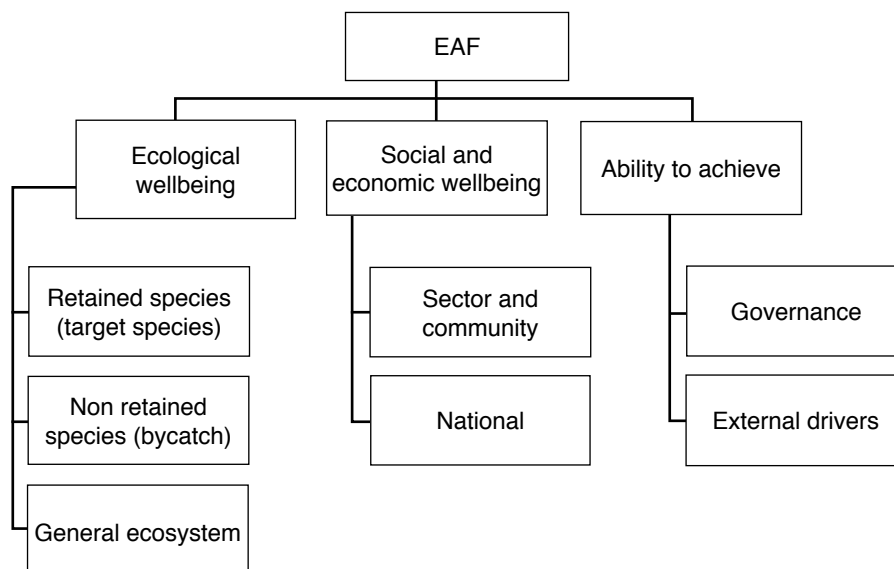 EAF
Ecological
wellbeing
Social and
economic wellbeing
Ability to achieve
Retained species
(target species)
Non retained
species (bycatch)
General ecosystem
Sector and
community
National
Governance
External drivers